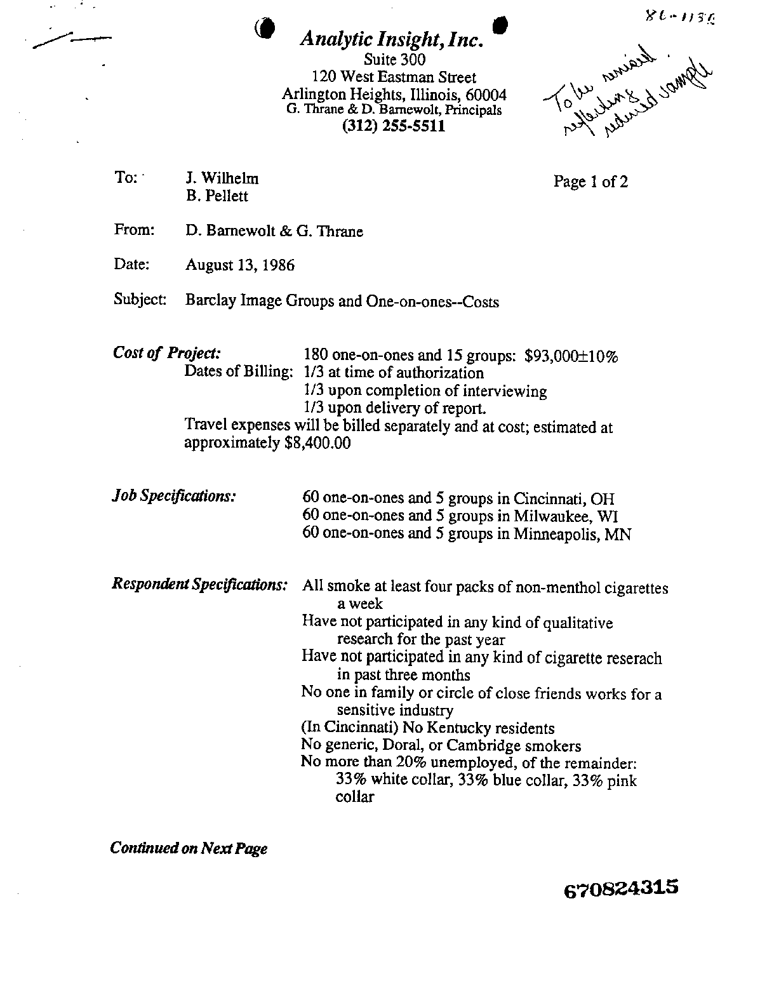 86-1136
Analytic Insight, Inc.
Suite 300
120 West Eastman Street
Arlington Heights, Illinois, 60004
G. Thrane & D. Barnewolt, Principals
(312) 255-5511
To be revised
reflecting
reduced sample
To: J. Wilhelm
Page 1 of 2
B. Pellett
From: D. Barnewolt & G. Thrane
Date: August 13, 1986
Subject: Barclay Image Groups and One-on-ones--Costs
Cost of Project: 180 one-on-ones and 15 groups: $93,000±10%
Dates of Billing: 1/3 at time of authorization
1/3 upon completion of interviewing
1/3 upon delivery of report.
Travel expenses will be billed separately and at cost; estimated at
approximately $8,400.00
Job Specifications: 60 one-on-ones and 5 groups in Cincinnati, OH
60 one-on-ones and 5 groups in Milwaukee, WI
60 one-on-ones and 5 groups in Minneapolis, MN
Respondent Specifications: All smoke at least four packs of non-menthol cigarettes
a week
Have not participated in any kind of qualitative
research for the past year
Have not participated in any kind of cigarette reserach
in past three months
No one in family or circle of close friends works for a
sensitive industry
(In Cincinnati) No Kentucky residents
No generic, Doral, or Cambridge smokers
No more than 20% unemployed, of the remainder:
33% white collar, 33% blue collar, 33% pink
collar
Continued on Next Page
670824315